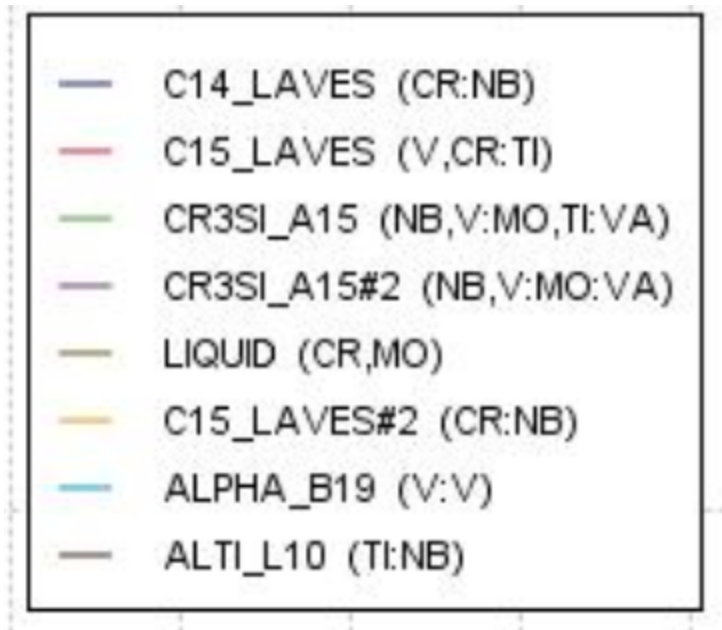 C14_LAVES (CR:NB)
C15_LAVES (V,CR:TI)
CR3SI_A15 (NB,V:MO,TI:VA)
CR3SI_A15#2 (NB,V:MO:VA)
LIQUID (CR,MO)
C15_LAVES#2 (CR:NB)
ALPHA_B19 (V:V)
ALTI_L10 (TI:NB)